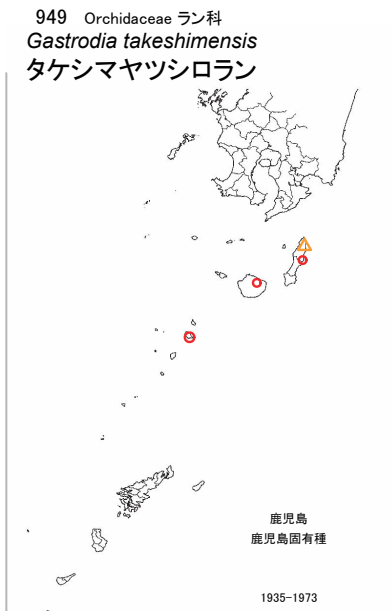 949 Orchidaceae ラン科
Gastrodia takeshimensis
タケシマヤツシロラン
鹿児島
鹿児島固有種
1935-1973